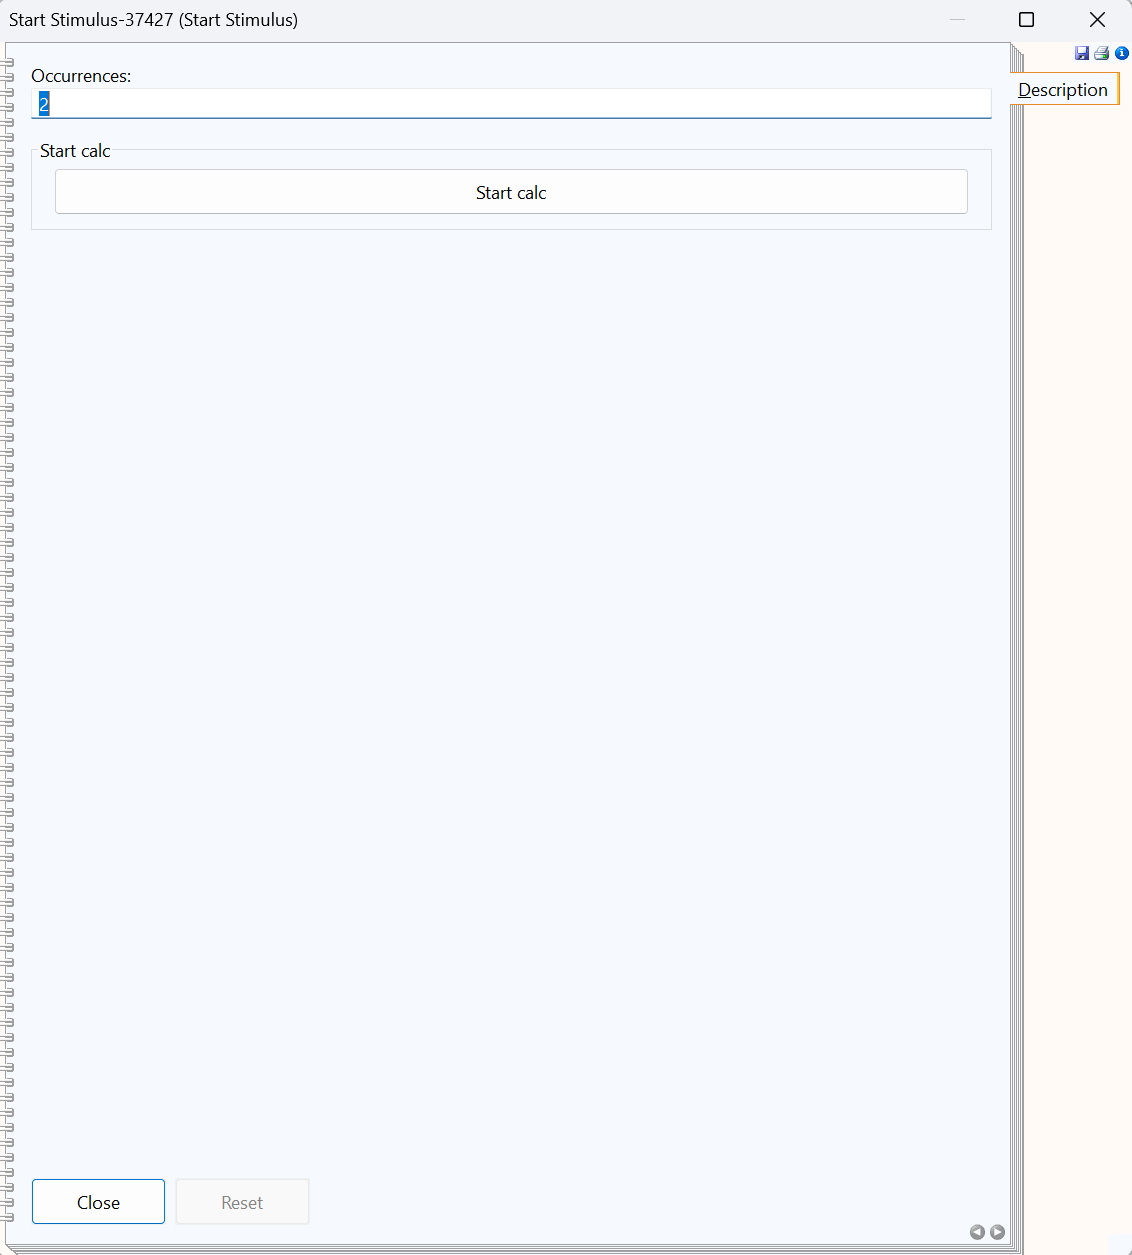 Start Stimulus-37427 (Start Stimulus)
Occurrences:
2
Description
Start calc
Start calc
Close
Reset